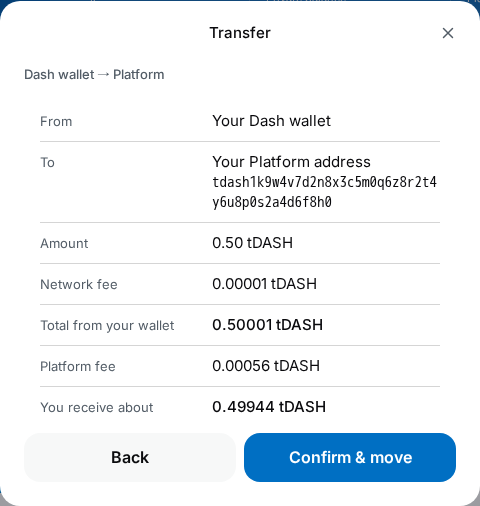 Transfer
Dash wallet → Platform
From
Your Dash wallet
To
Your Platform address
tdash1k9w4v7d2n8x3c5m0q6z8r2t4
y6u8p0s2a4d6f8h0
Amount
0.50 tDASH
Network fee
0.00001 tDASH
Total from your wallet
0.50001 tDASH
Platform fee
0.00056 tDASH
You receive about
0.49944 tDASH
Back
Confirm & move